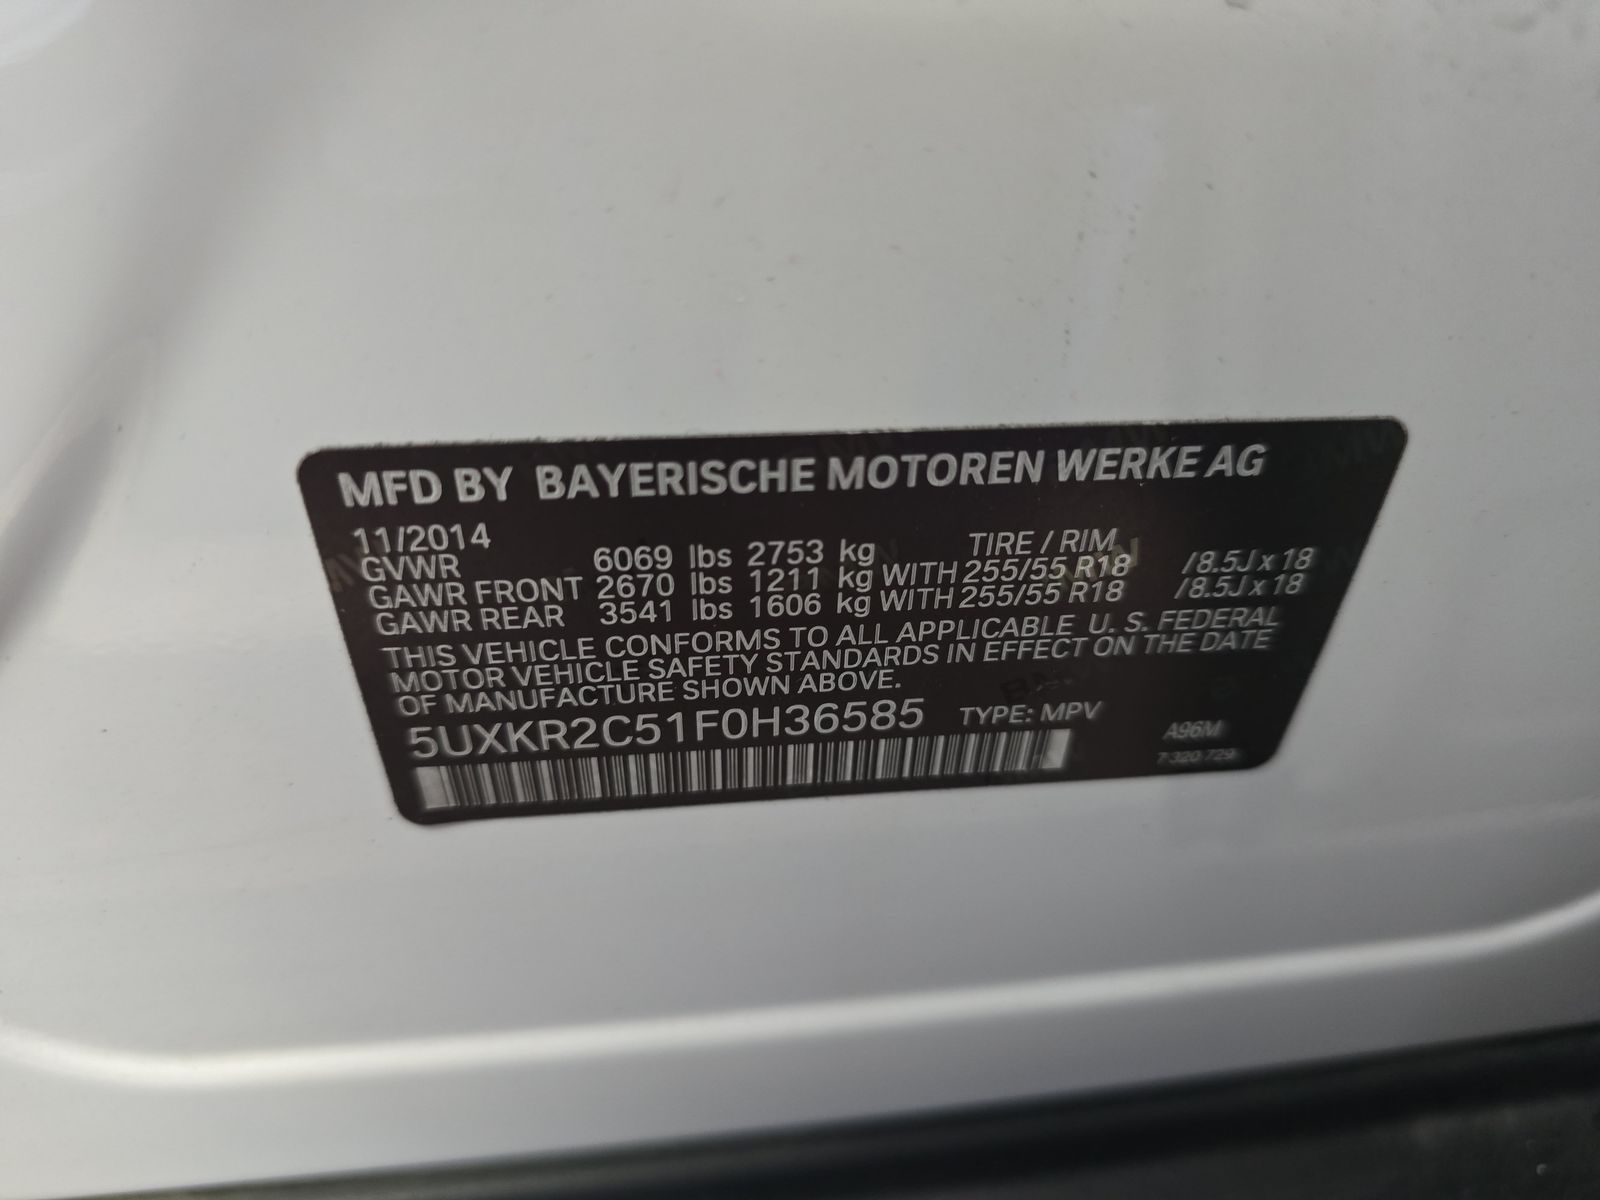 MFD BY BAYERISCHE MOTOREN WERKE AG
11/2014 TIRE / RIM
GVWR 6069 lbs 2753 kg
GAWR FRONT 2670 lbs 1211 kg WITH 255/55 R18 /8.5J x 18
GAWR REAR 3541 lbs 1606 kg WITH 255/55 R18 /8.5J x 18
THIS VEHICLE CONFORMS TO ALL APPLICABLE U. S. FEDERAL
MOTOR VEHICLE SAFETY STANDARDS IN EFFECT ON THE DATE
OF MANUFACTURE SHOWN ABOVE.
5UXKR2C51F0H36585 TYPE: MPV
A96M
7 320 729